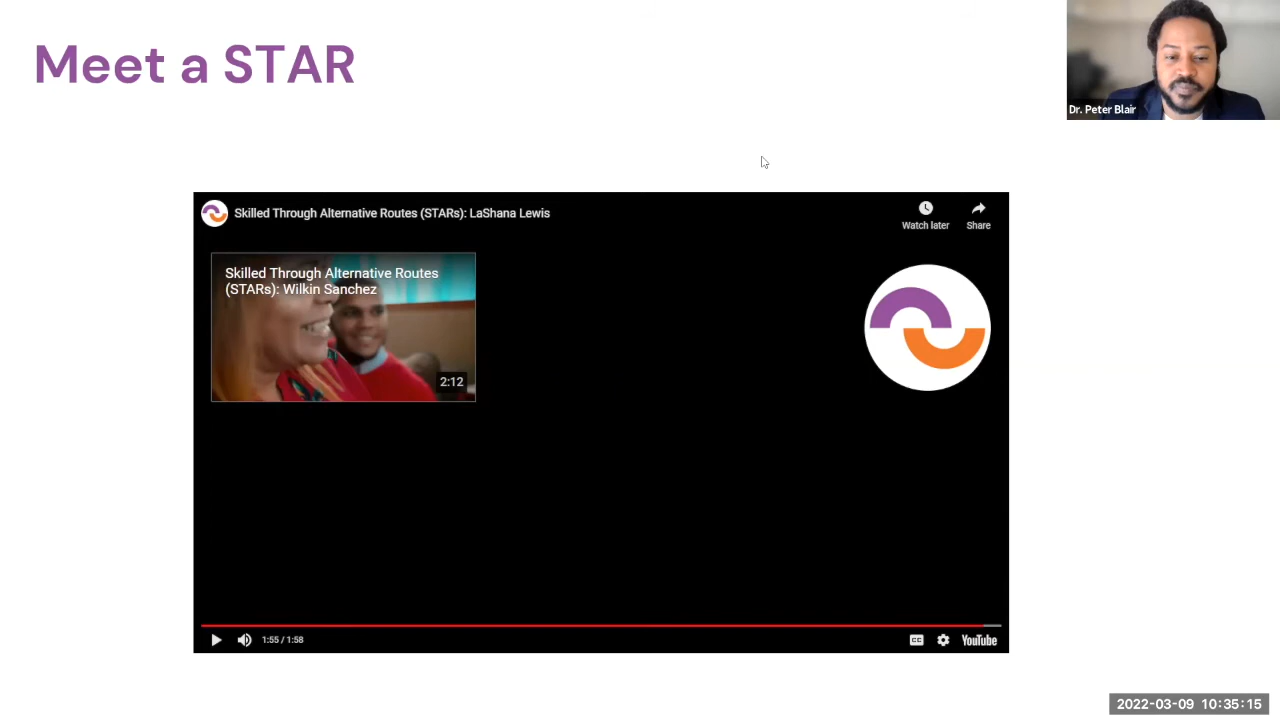 Meet a STAR
Dr. Peter Blair
Skilled Through Alternative Routes (STARs): LaShana Lewis
Watch later
Share
Skilled Through Alternative Routes
(STARs): Wilkin Sanchez
2:12
1:55 / 1:58
CC
YouTube
2022-03-09 10:35:15